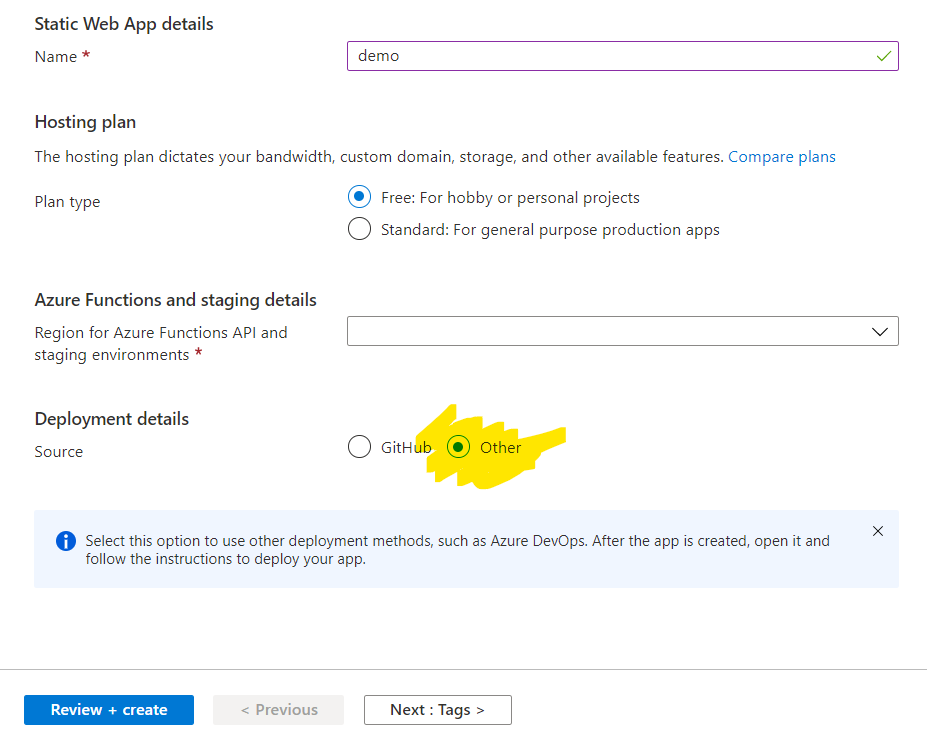 Static Web App details
Name *
demo
Hosting plan
The hosting plan dictates your bandwidth, custom domain, storage, and other available features. Compare plans
Plan type
Free: For hobby or personal projects
Standard: For general purpose production apps
Azure Functions and staging details
Region for Azure Functions API and
staging environments *
Deployment details
Source
GitHub
Other
Select this option to use other deployment methods, such as Azure DevOps. After the app is created, open it and
follow the instructions to deploy your app.
Review + create
< Previous
Next : Tags >